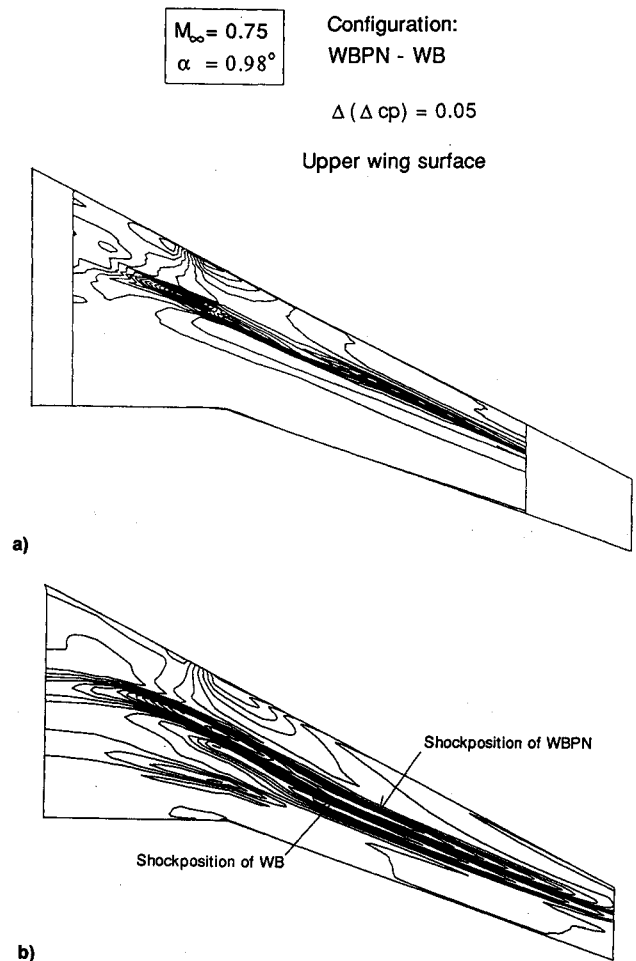 M∞ = 0.75
α = 0.98°
Configuration:
WBPN - WB
Δ ( Δ cp) = 0.05
Upper wing surface
a)
Shockposition of WBPN
Shockposition of WB
b)